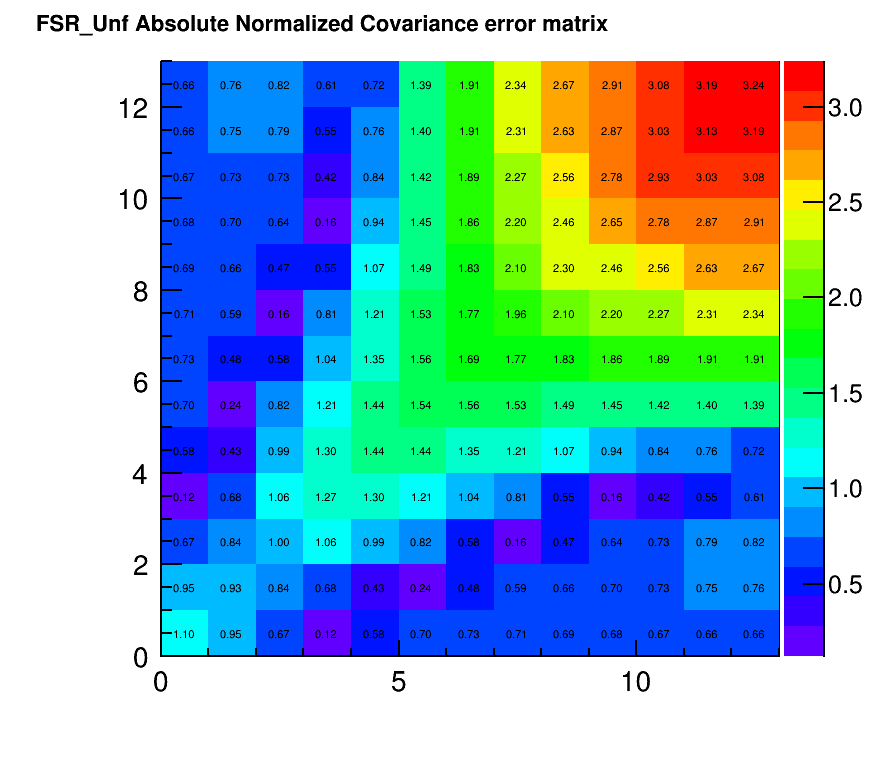 FSR_Unf Absolute Normalized Covariance error matrix
0.66 0.76 0.82 0.61 0.72 1.39 1.91 2.34 2.67 2.91 3.08 3.19 3.24
12 3.0
0.66 0.75 0.79 0.55 0.76 1.40 1.91 2.31 2.63 2.87 3.03 3.13 3.19
0.67 0.73 0.73 0.42 0.84 1.42 1.89 2.27 2.56 2.78 2.93 3.03 3.08
10 2.5
0.68 0.70 0.64 0.16 0.94 1.45 1.86 2.20 2.46 2.65 2.78 2.87 2.91
0.69 0.66 0.47 0.55 1.07 1.49 1.83 2.10 2.30 2.46 2.56 2.63 2.67
8 2.0
0.71 0.59 0.16 0.81 1.21 1.53 1.77 1.96 2.10 2.20 2.27 2.31 2.34
0.73 0.48 0.58 1.04 1.35 1.56 1.69 1.77 1.83 1.86 1.89 1.91 1.91
6 1.5
0.70 0.24 0.82 1.21 1.44 1.54 1.56 1.53 1.49 1.45 1.42 1.40 1.39
0.58 0.43 0.99 1.30 1.44 1.44 1.35 1.21 1.07 0.94 0.84 0.76 0.72
4 1.0
0.12 0.68 1.06 1.27 1.30 1.21 1.04 0.81 0.55 0.16 0.42 0.55 0.61
0.67 0.84 1.00 1.06 0.99 0.82 0.58 0.16 0.47 0.64 0.73 0.79 0.82
2 0.5
0.95 0.93 0.84 0.68 0.43 0.24 0.48 0.59 0.66 0.70 0.73 0.75 0.76
1.10 0.95 0.67 0.12 0.58 0.70 0.73 0.71 0.69 0.68 0.67 0.66 0.66
0
0 5 10